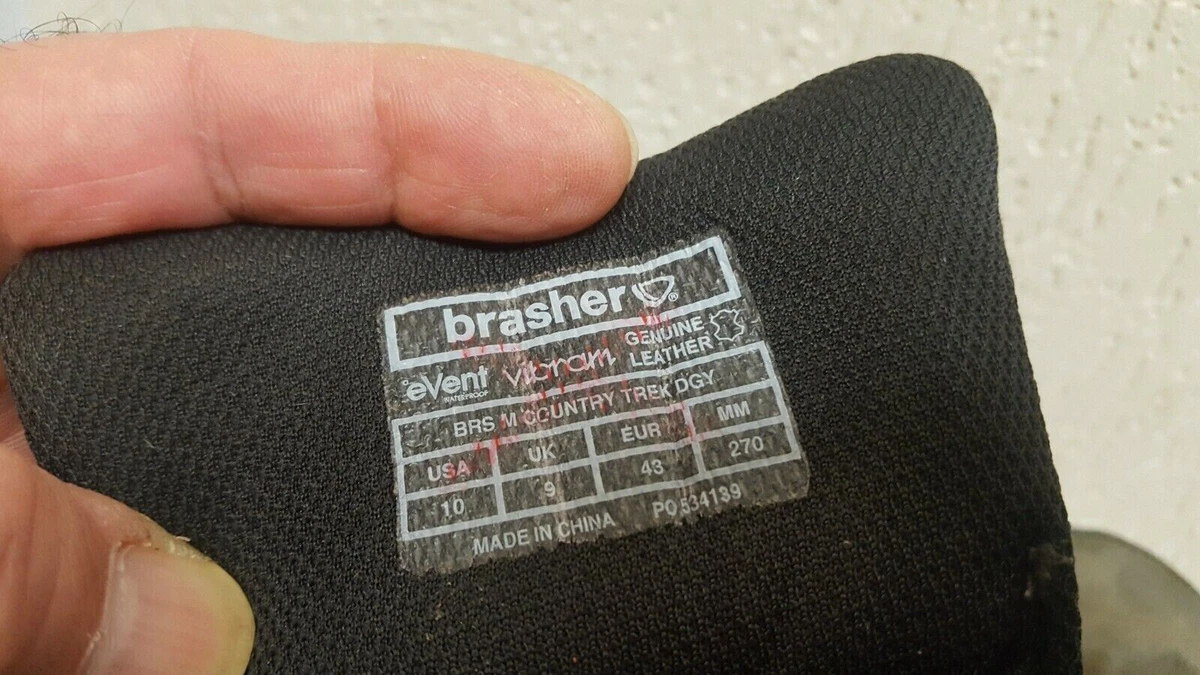 brasher®
eVent WATERPROOF vibram GENUINE LEATHER
BRS M COUNTRY TREK DGY
USA UK EUR MM
10 9 43 270
MADE IN CHINA PO 534139